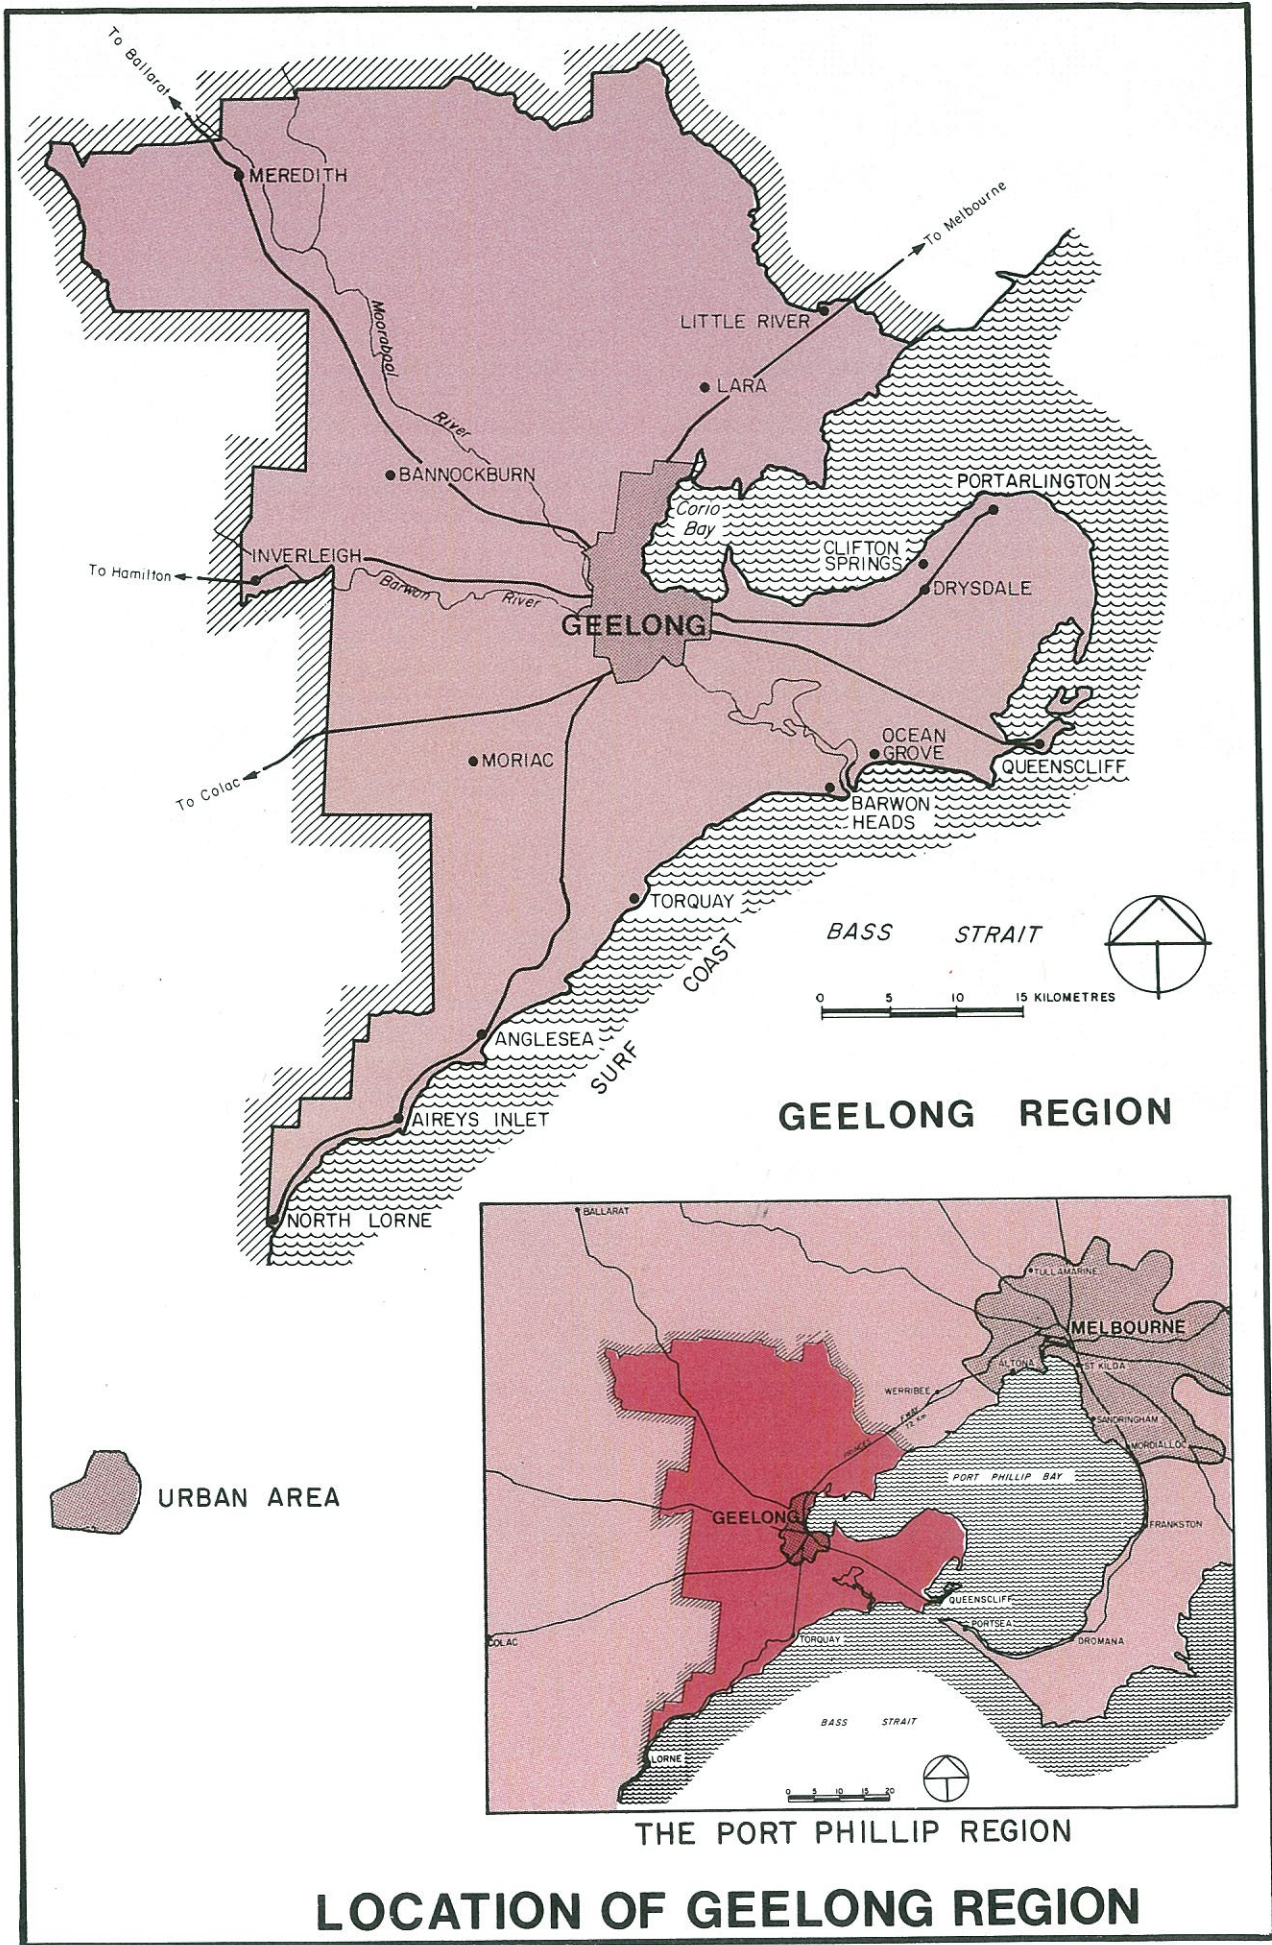 To Ballarat
MEREDITH
To Melbourne
Moorabool
River
LITTLE RIVER
LARA
BANNOCKBURN
PORTARLINGTON
Corio
Bay
CLIFTON
SPRINGS
INVERLEIGH
To Hamilton
Barwon
River
DRYSDALE
GEELONG
OCEAN
GROVE
QUEENSCLIFF
MORIAC
To Colac
BARWON
HEADS
TORQUAY
BASS STRAIT
SURF COAST
0 5 10 15 KILOMETRES
ANGLESEA
AIREYS INLET
NORTH LORNE
GEELONG REGION
BALLARAT
TULLAMARINE
MELBOURNE
ALTONA
ST KILDA
WERRIBEE
PRINCES FWAY
72 Km
SANDRINGHAM
MORDIALLOC
PORT PHILLIP BAY
GEELONG
FRANKSTON
QUEENSCLIFF
PORTSEA
COLAC
TORQUAY
DROMANA
BASS STRAIT
LORNE
0 5 10 15 20
URBAN AREA
THE PORT PHILLIP REGION
LOCATION OF GEELONG REGION